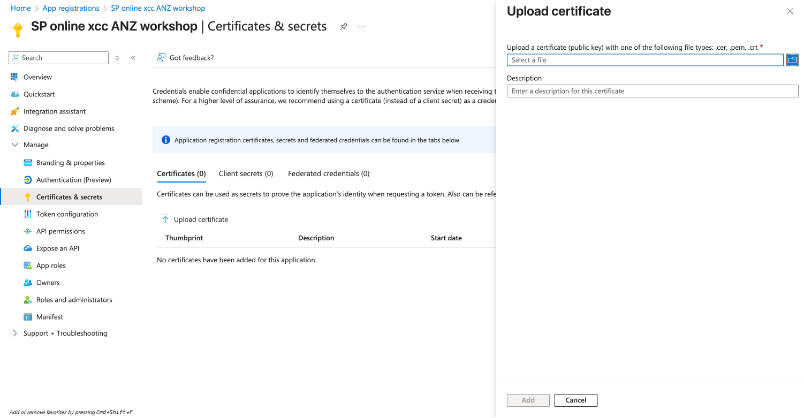 Home > App registrations > SP online xcc ANZ workshop
SP online xcc ANZ workshop | Certificates & secrets
Search
Overview
Quickstart
Integration assistant
Diagnose and solve problems
Manage
Branding & properties
Authentication (Preview)
Certificates & secrets
Token configuration
API permissions
Expose an API
App roles
Owners
Roles and administrators
Manifest
Support + Troubleshooting
Add or remove favorites by pressing Cmd+Shift+F
Got feedback?
Credentials enable confidential applications to identify themselves to the authentication service when receiving
scheme). For a higher level of assurance, we recommend using a certificate (instead of a client secret) as a
Application registration certificates, secrets and federated credentials can be found in the tabs below.
Certificates (0) Client secrets (0) Federated credentials (0)
Certificates can be used as secrets to prove the application's identity when requesting a token. Also can be
Upload certificate
Thumbprint Description Start date
No certificates have been added for this application.
Upload certificate
Upload a certificate (public key) with one of the following file types: .cer, .pem, .crt *
Select a file
Description
Enter a description for this certificate
Add Cancel